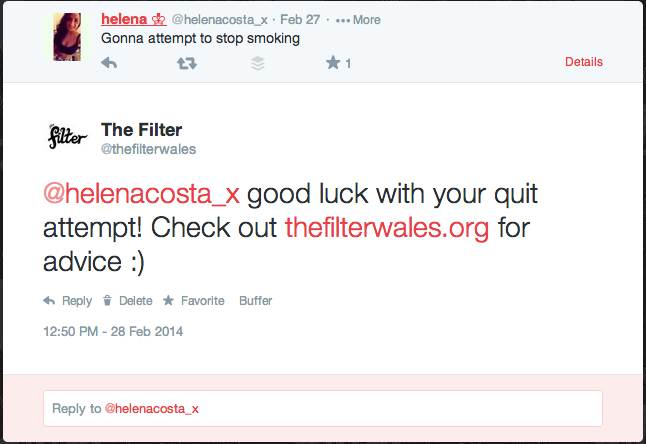 helena @helenacosta_x · Feb 27 · ••• More
Gonna attempt to stop smoking
1
Details
the filter
The Filter
@thefilterwales
@helenacosta_x good luck with your quit
attempt! Check out thefilterwales.org for
advice :)
Reply Delete Favorite Buffer
12:50 PM - 28 Feb 2014
Reply to @helenacosta_x